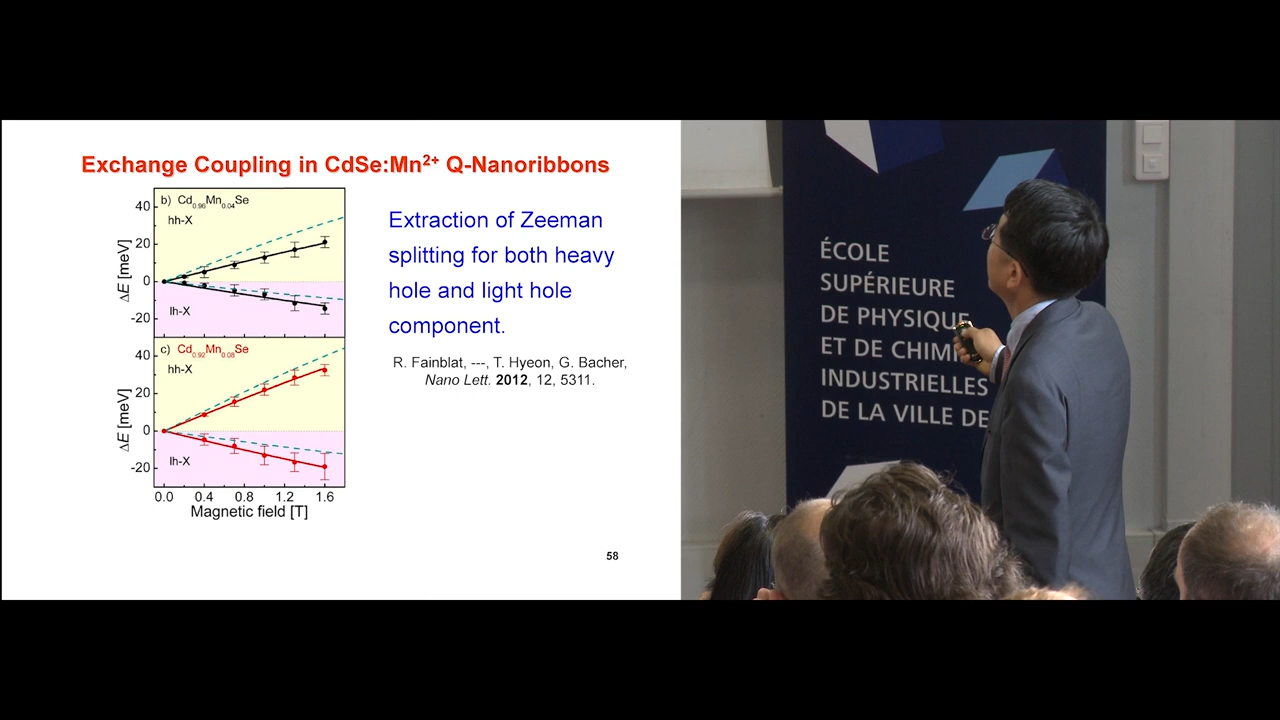 Exchange Coupling in CdSe:Mn2+ Q-Nanoribbons
b) Cd0.96Mn0.04Se
hh-X
40
20
0
-20
ΔE [meV]
lh-X
c) Cd0.92Mn0.08Se
hh-X
40
20
0
-20
ΔE [meV]
lh-X
0.0 0.4 0.8 1.2 1.6
Magnetic field [T]
Extraction of Zeeman
splitting for both heavy
hole and light hole
component.
R. Fainblat, ---, T. Hyeon, G. Bacher,
Nano Lett. 2012, 12, 5311.
58
ÉCOLE
SUPÉRIEURE
DE PHYSIQUE
ET DE CHIMI
INDUSTRIELLES
DE LA VILLE DE